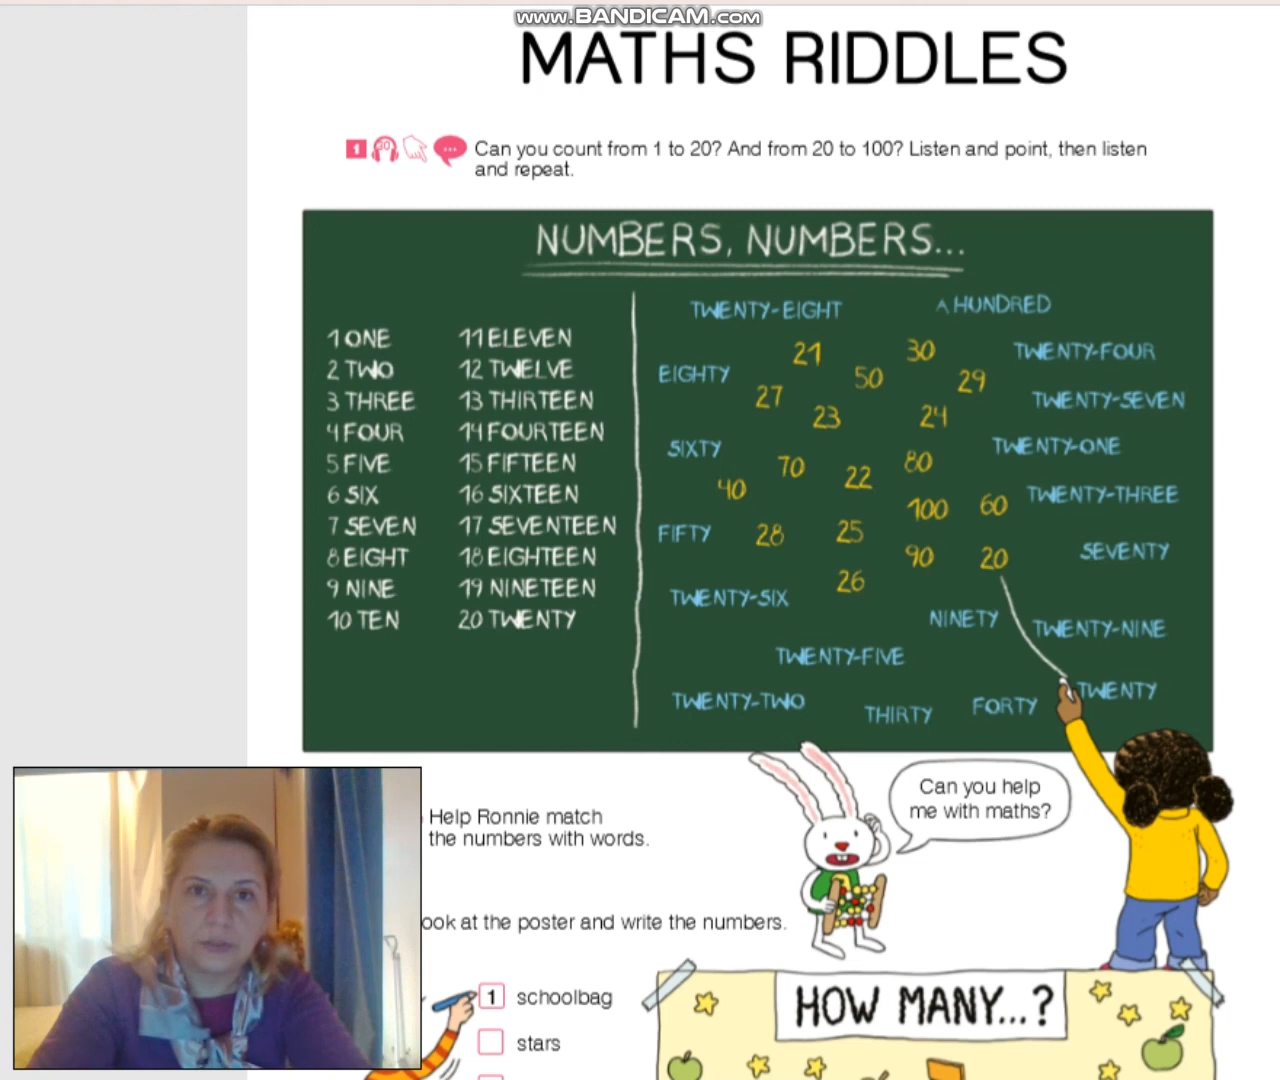 www.BANDICAM.com
MATHS RIDDLES
1 Can you count from 1 to 20? And from 20 to 100? Listen and point, then listen
and repeat.
NUMBERS, NUMBERS...
1 ONE
2 TWO
3 THREE
4 FOUR
5 FIVE
6 SIX
7 SEVEN
8 EIGHT
9 NINE
10 TEN
11 ELEVEN
12 TWELVE
13 THIRTEEN
14 FOURTEEN
15 FIFTEEN
16 SIXTEEN
17 SEVENTEEN
18 EIGHTEEN
19 NINETEEN
20 TWENTY
TWENTY-EIGHT
A HUNDRED
21
30
TWENTY-FOUR
EIGHTY
50
29
27
TWENTY-SEVEN
23
24
SIXTY
TWENTY-ONE
70
22
80
40
TWENTY-THREE
100
60
FIFTY
28
25
90
20
SEVENTY
26
TWENTY-SIX
NINETY
TWENTY-NINE
TWENTY-FIVE
TWENTY
TWENTY-TWO
THIRTY
FORTY
Can you help
me with maths?
Help Ronnie match
the numbers with words.
ook at the poster and write the numbers.
1 schoolbag
stars
HOW MANY...?